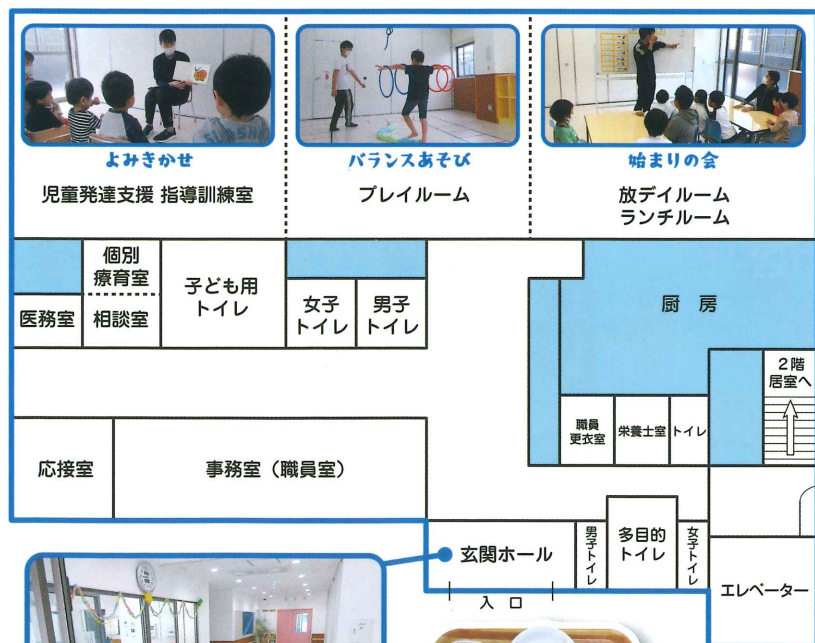 よみきかせ
バランスあそび
始まりの会
児童発達支援 指導訓練室
プレイルーム
放デイルーム
ランチルーム
個別
療育室
子ども用
トイレ
女子
トイレ
男子
トイレ
厨 房
医務室
相談室
2階
居室へ
職員
更衣室
栄養士室
トイレ
応接室
事務室(職員室)
玄関ホール
男子トイレ
多目的
トイレ
女子トイレ
エレベーター
入 口